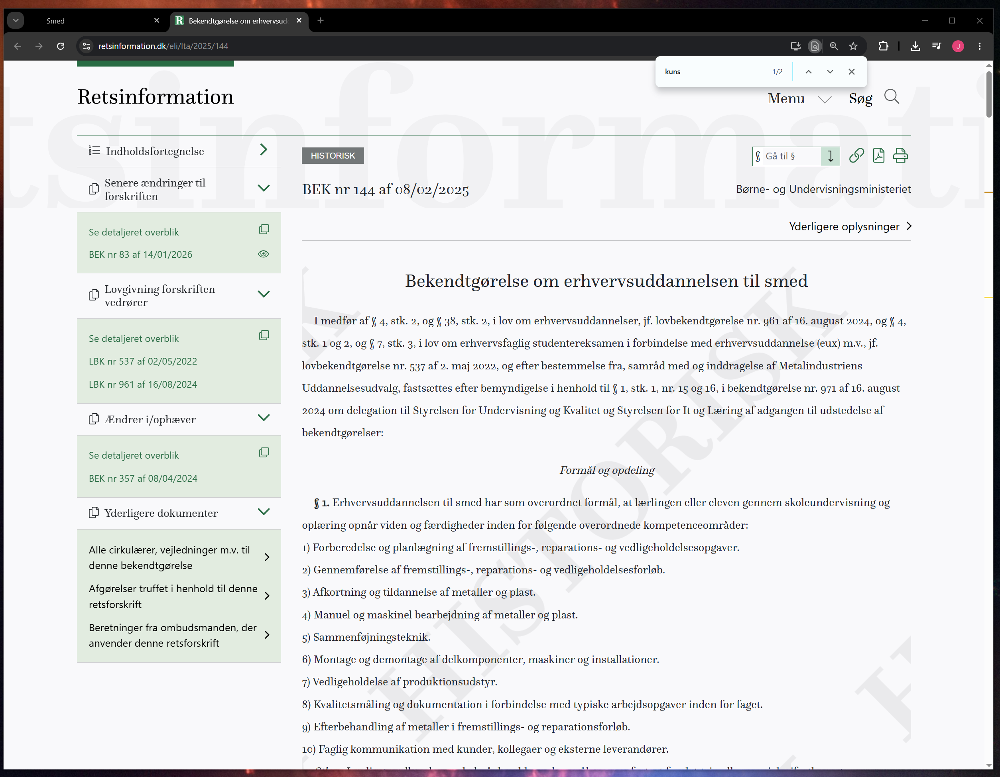 Smed
Bekendtgørelse om erhvervsud
retsinformation.dk/eli/lta/2025/144
J
kuns
1/2
Retsinformation
Menu
Søg
Indholdsfortegnelse
Senere ændringer til
forskriften
Se detaljeret overblik
BEK nr 83 af 14/01/2026
Lovgivning forskriften
vedrører
Se detaljeret overblik
LBK nr 537 af 02/05/2022
LBK nr 961 af 16/08/2024
Ændrer i/ophæver
Se detaljeret overblik
BEK nr 357 af 08/04/2024
Yderligere dokumenter
Alle cirkulærer, vejledninger m.v. til
denne bekendtgørelse
Afgørelser truffet i henhold til denne
retsforskrift
Beretninger fra ombudsmanden, der
anvender denne retsforskrift
HISTORISK
§ Gå til §
BEK nr 144 af 08/02/2025
Børne- og Undervisningsministeriet
Yderligere oplysninger
Bekendtgørelse om erhvervsuddannelsen til smed
I medfør af § 4, stk. 2, og § 38, stk. 2, i lov om erhvervsuddannelser, jf. lovbekendtgørelse nr. 961 af 16. august 2024, og § 4,
stk. 1 og 2, og § 7, stk. 3, i lov om erhvervsfaglig studentereksamen i forbindelse med erhvervsuddannelse (eux) m.v., jf.
lovbekendtgørelse nr. 537 af 2. maj 2022, og efter bestemmelse fra, samråd med og inddragelse af Metalindustriens
Uddannelsesudvalg, fastsættes efter bemyndigelse i henhold til § 1, stk. 1, nr. 15 og 16, i bekendtgørelse nr. 971 af 16. august
2024 om delegation til Styrelsen for Undervisning og Kvalitet og Styrelsen for It og Læring af adgangen til udstedelse af
bekendtgørelser:
Formål og opdeling
§ 1. Erhvervsuddannelsen til smed har som overordnet formål, at lærlingen eller eleven gennem skoleundervisning og
oplæring opnår viden og færdigheder inden for følgende overordnede kompetenceområder:
1) Forberedelse og planlægning af fremstillings-, reparations- og vedligeholdelsesopgaver.
2) Gennemførelse af fremstillings-, reparations- og vedligeholdelsesforløb.
3) Afkortning og tildannelse af metaller og plast.
4) Manuel og maskinel bearbejdning af metaller og plast.
5) Sammenføjningsteknik.
6) Montage og demontage af delkomponenter, maskiner og installationer.
7) Vedligeholdelse af produktionsudstyr.
8) Kvalitetsmåling og dokumentation i forbindelse med typiske arbejdsopgaver inden for faget.
9) Efterbehandling af metaller i fremstillings- og reparationsforløb.
10) Faglig kommunikation med kunder, kollegaer og eksterne leverandører.
HISTORISK